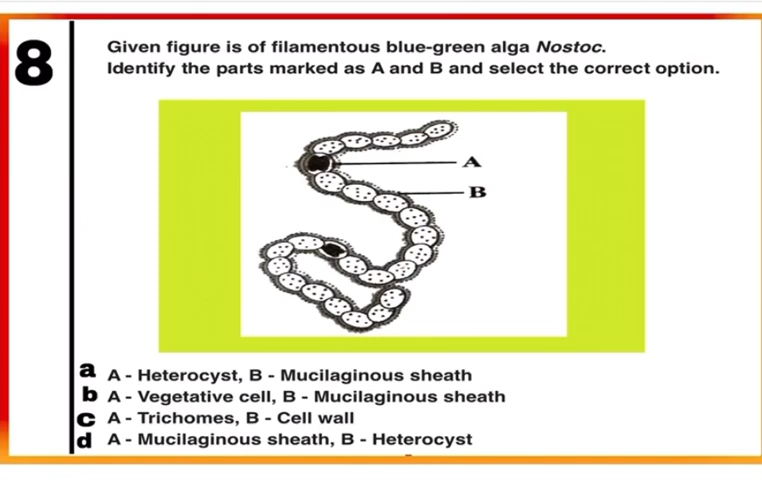 8
Given figure is of filamentous blue-green alga Nostoc.
Identify the parts marked as A and B and select the correct option.
A
B
a A - Heterocyst, B - Mucilaginous sheath
b A - Vegetative cell, B - Mucilaginous sheath
c A - Trichomes, B - Cell wall
d A - Mucilaginous sheath, B - Heterocyst